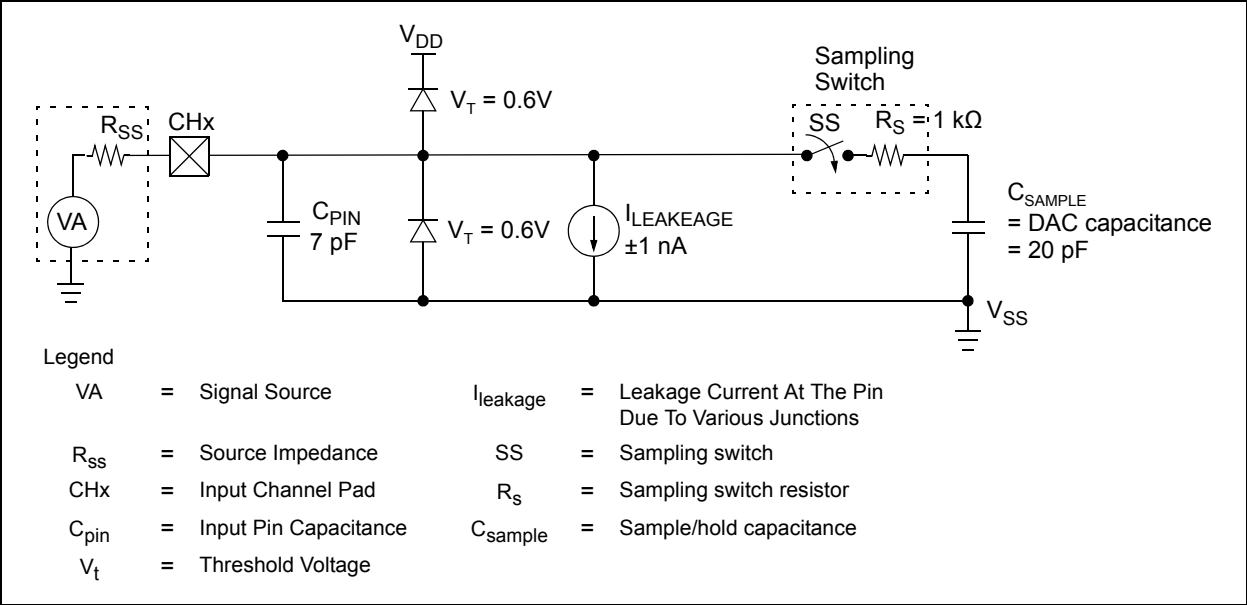 V_DD
Sampling
Switch
V_T = 0.6V
R_SS
CHx
SS
R_S = 1 kΩ
VA
C_PIN
7 pF
V_T = 0.6V
I_LEAKEAGE
±1 nA
C_SAMPLE
= DAC capacitance
= 20 pF
V_SS
Legend
VA = Signal Source
I_leakage = Leakage Current At The Pin
Due To Various Junctions
R_ss = Source Impedance
SS = Sampling switch
CHx = Input Channel Pad
R_s = Sampling switch resistor
C_pin = Input Pin Capacitance
C_sample = Sample/hold capacitance
V_t = Threshold Voltage